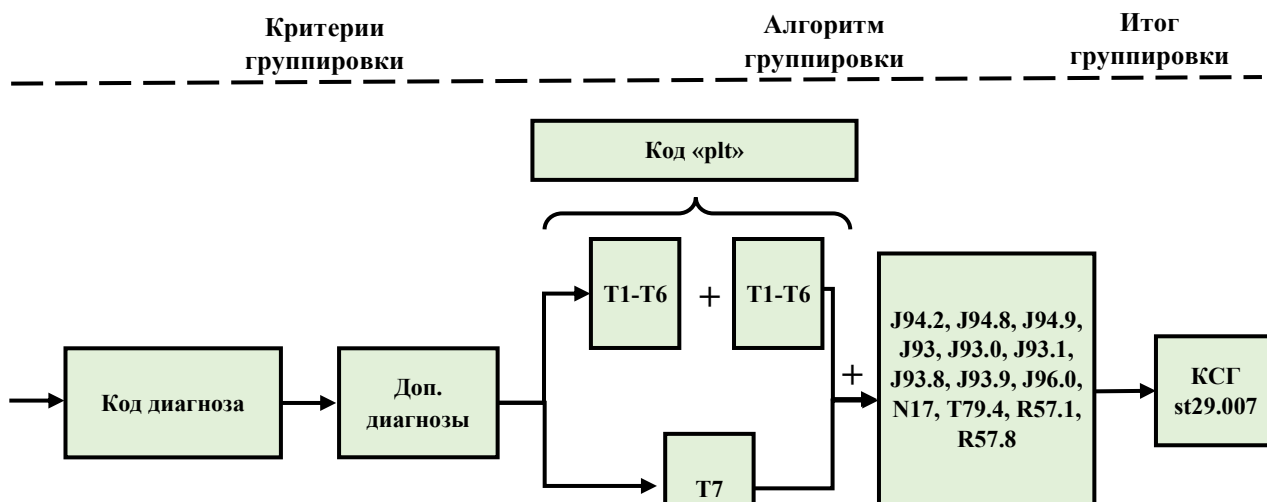 Критерии
группировки
Алгоритм
группировки
Итог
группировки
Код «plt»
T1-T6
+
T1-T6
J94.2, J94.8, J94.9,
J93, J93.0, J93.1,
J93.8, J93.9, J96.0,
N17, T79.4, R57.1,
R57.8
+
Код диагноза
Доп.
диагнозы
КСГ
st29.007
T7